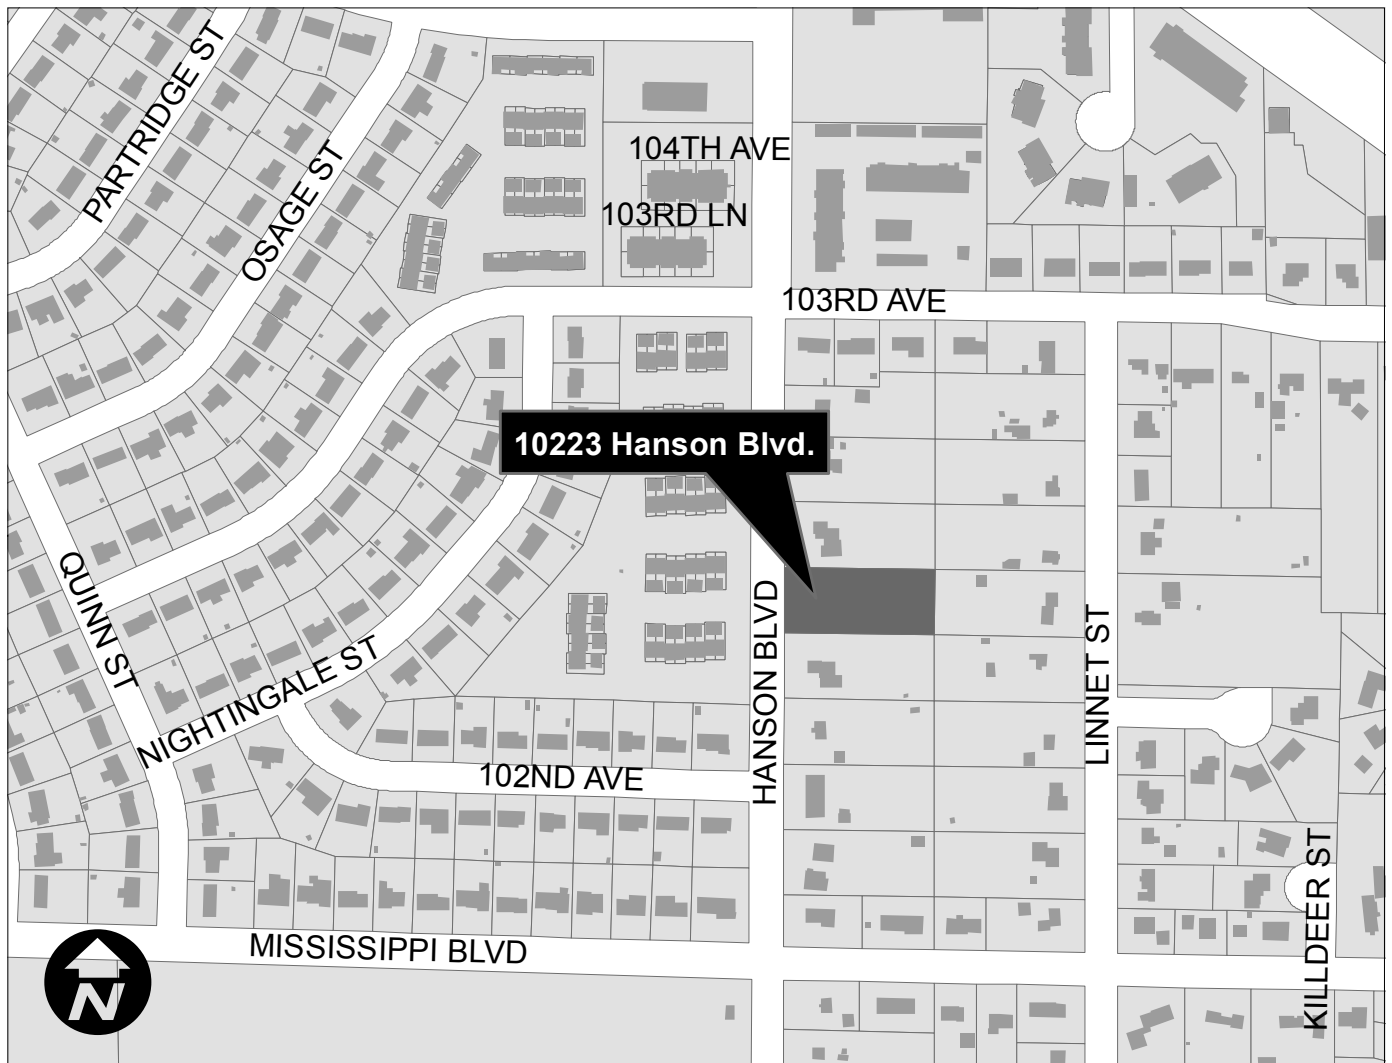 PARTRIDGE ST
OSAGE ST
104TH AVE
103RD LN
103RD AVE
10223 Hanson Blvd.
QUINN ST
NIGHTINGALE ST
HANSON BLVD
LINNET ST
102ND AVE
KILLDEER ST
MISSISSIPPI BLVD
N